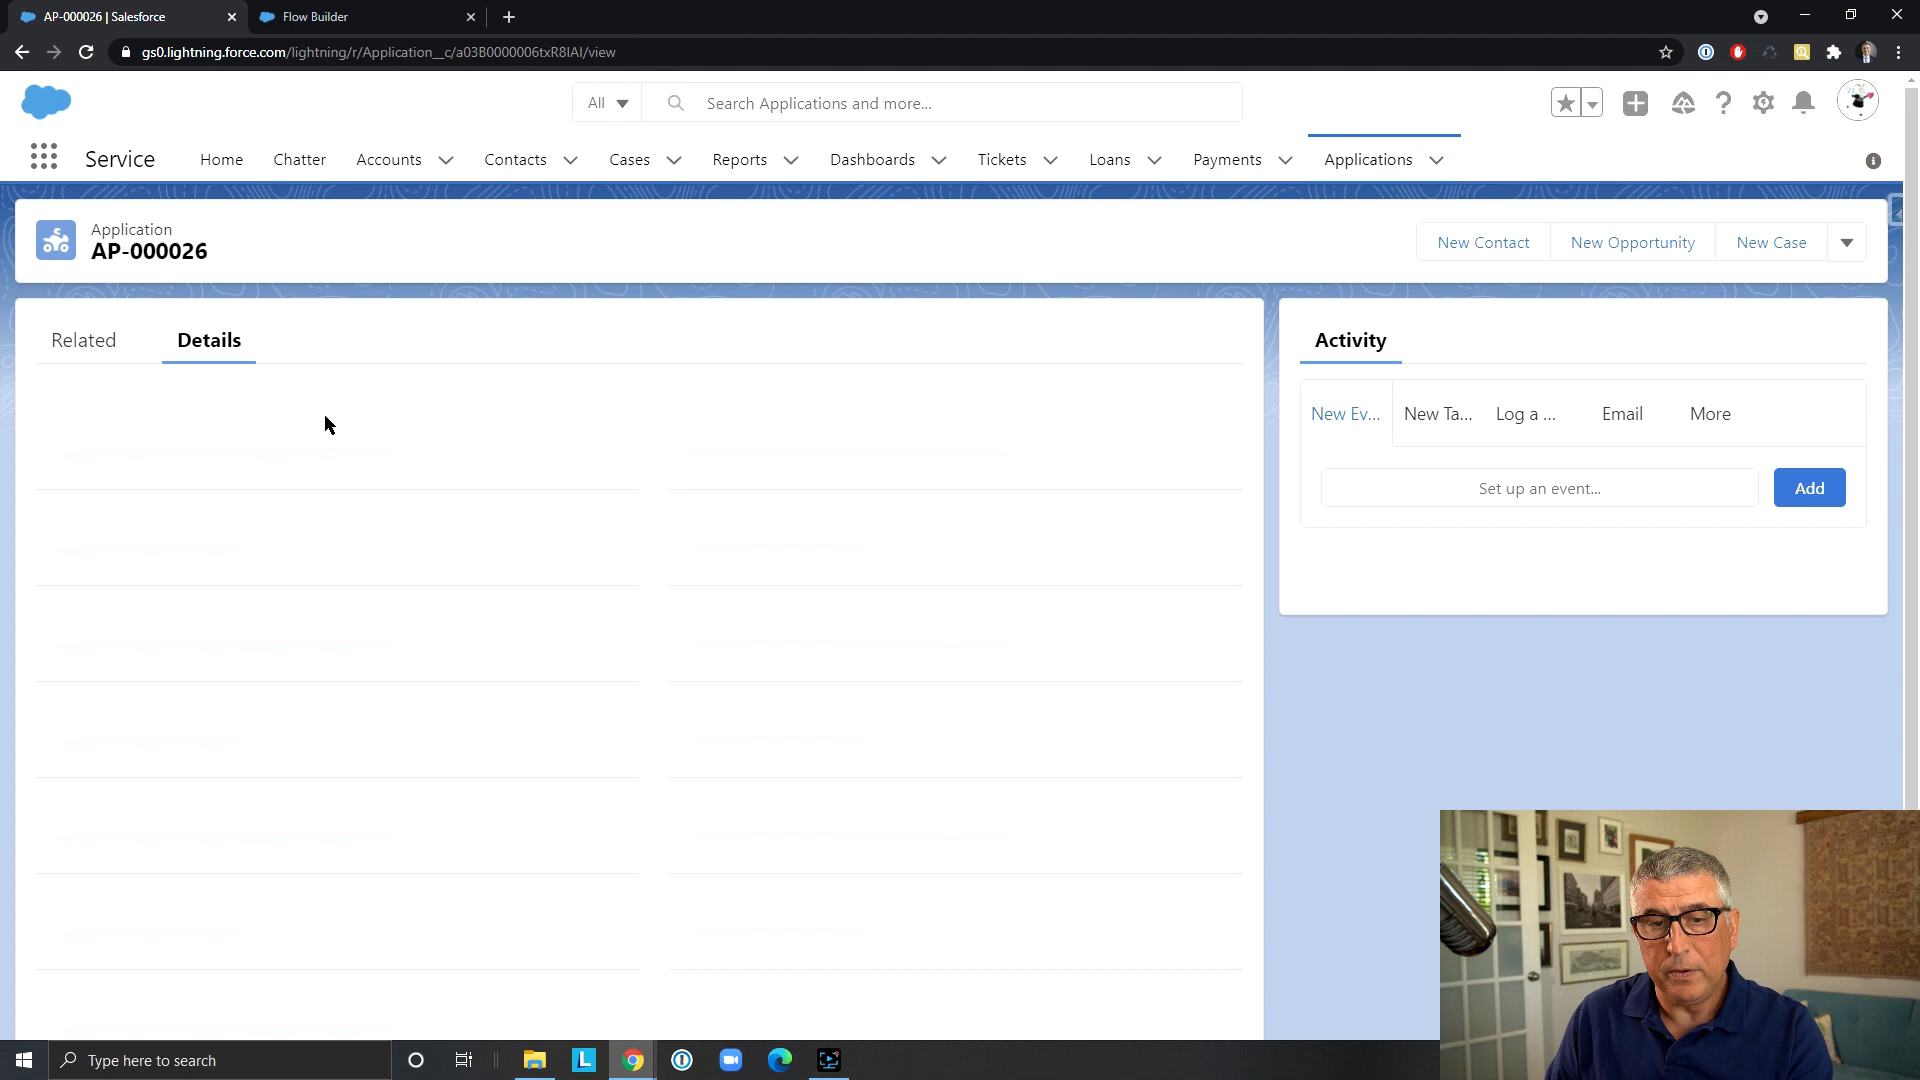 AP-000026 | Salesforce
Flow Builder
gs0.lightning.force.com/lightning/r/Application__c/a03B0000006txR8IAI/view
All
Search Applications and more...
Service
Home
Chatter
Accounts
Contacts
Cases
Reports
Dashboards
Tickets
Loans
Payments
Applications
Application
AP-000026
New Contact
New Opportunity
New Case
Related
Details
Activity
New Ev...
New Ta...
Log a ...
Email
More
Set up an event...
Add
Type here to search